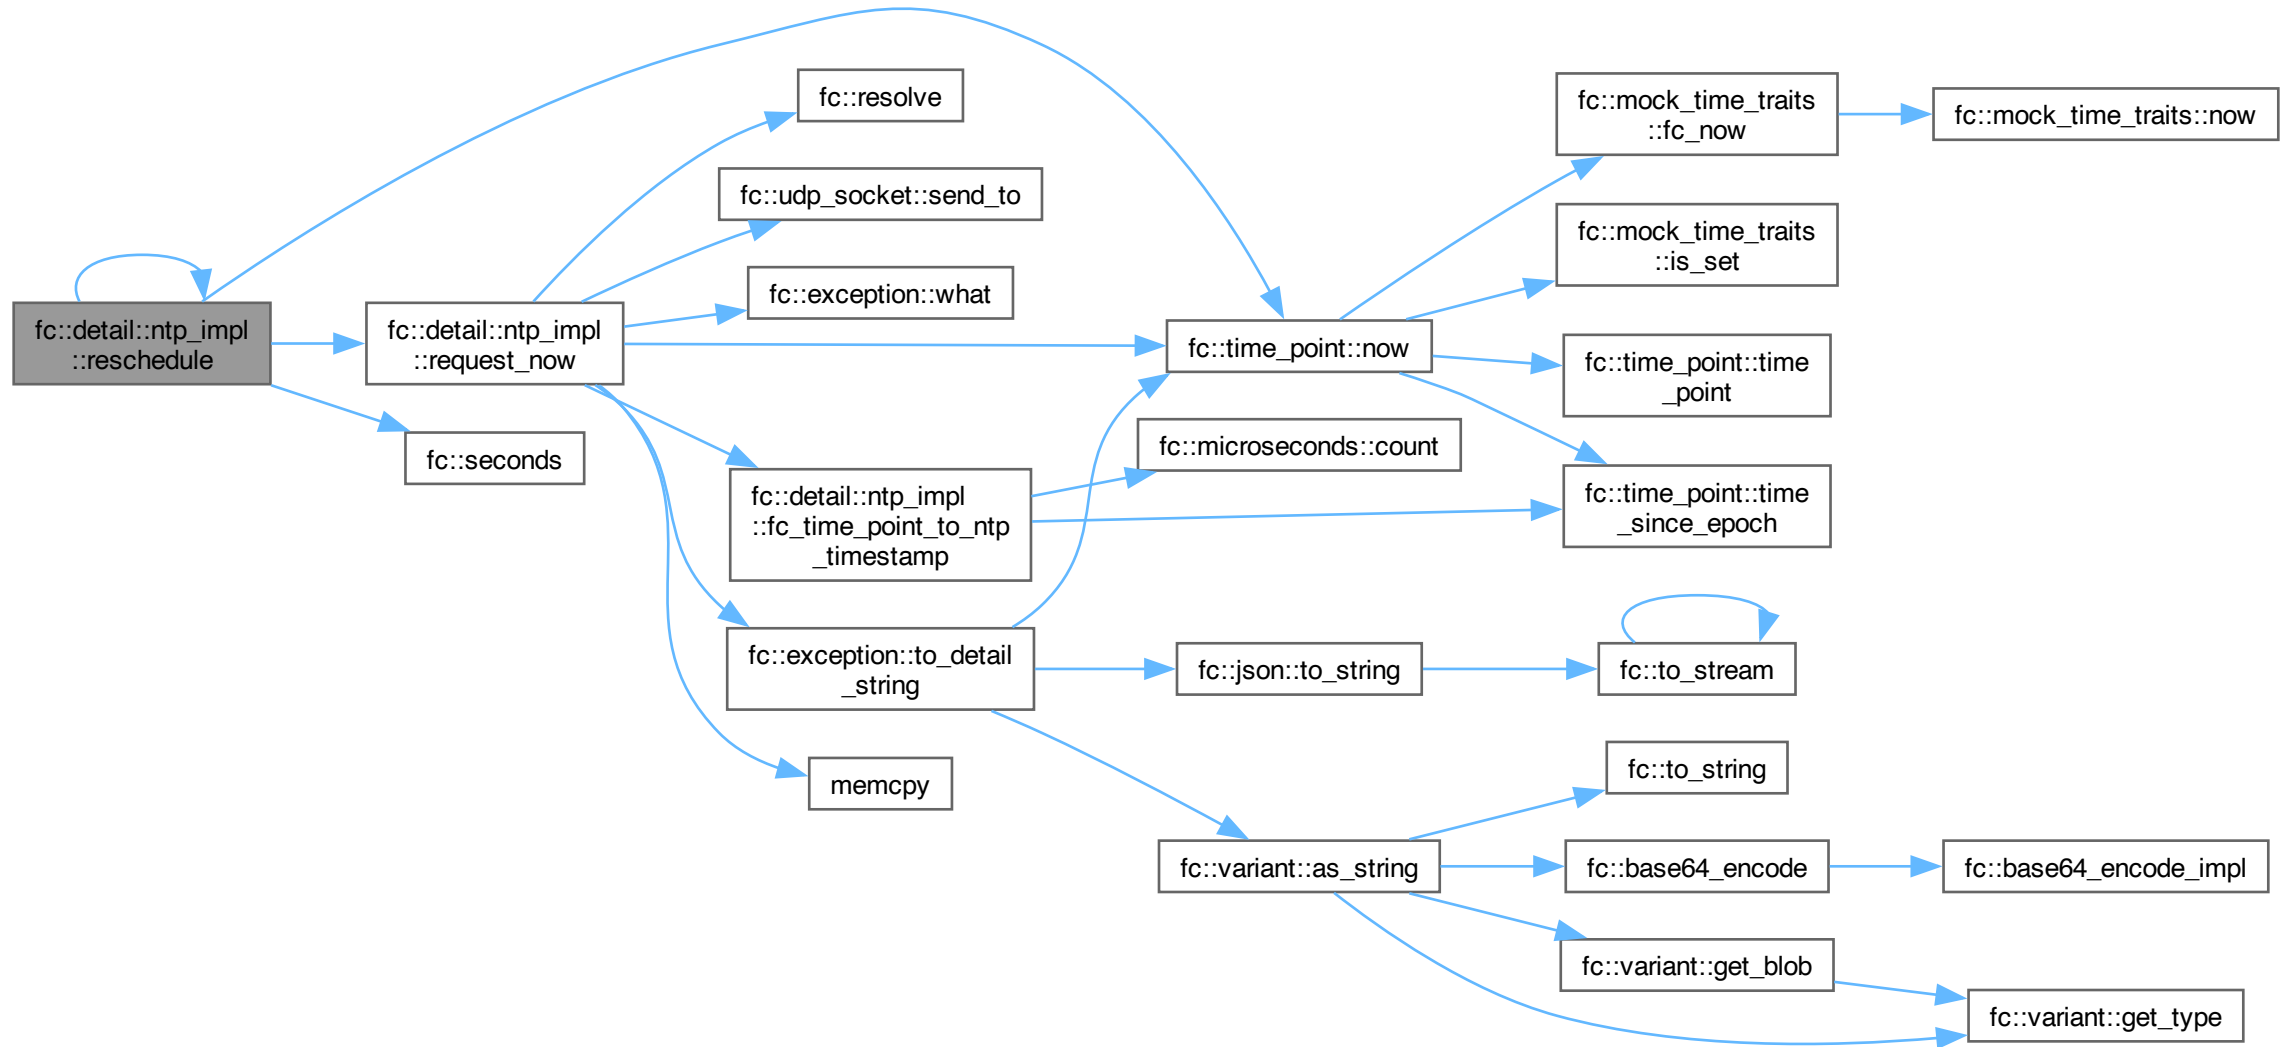 fc::detail::ntp_impl
::reschedule
fc::detail::ntp_impl
::request_now
fc::seconds
fc::resolve
fc::udp_socket::send_to
fc::exception::what
fc::detail::ntp_impl
::fc_time_point_to_ntp
_timestamp
fc::exception::to_detail
_string
memcpy
fc::time_point::now
fc::microseconds::count
fc::json::to_string
fc::variant::as_string
fc::mock_time_traits
::fc_now
fc::mock_time_traits
::is_set
fc::time_point::time
_point
fc::time_point::time
_since_epoch
fc::to_stream
fc::to_string
fc::base64_encode
fc::variant::get_blob
fc::mock_time_traits::now
fc::base64_encode_impl
fc::variant::get_type